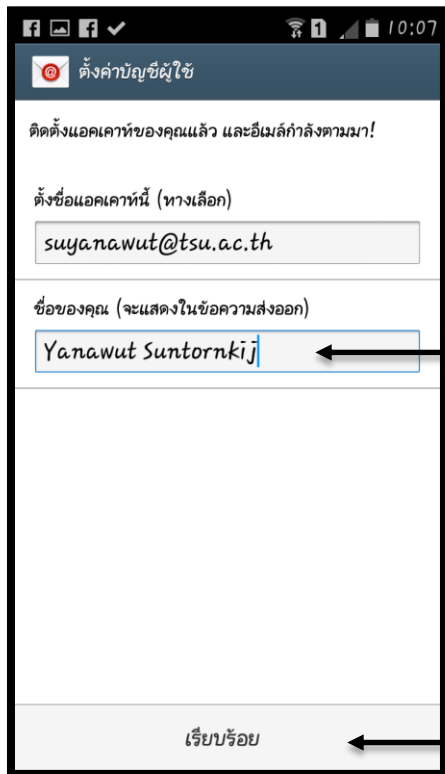 10:07
ตั้งค่าบัญชีผู้ใช้
ติดตั้งแอคเคาท์ของคุณแล้ว และอีเมล์กำลังตามมา!
ตั้งชื่อแอคเคาท์นี้ (ทางเลือก)
suyanawut@tsu.ac.th
ชื่อของคุณ (จะแสดงในข้อความส่งออก)
Yanawut Suntornkij
เรียบร้อย